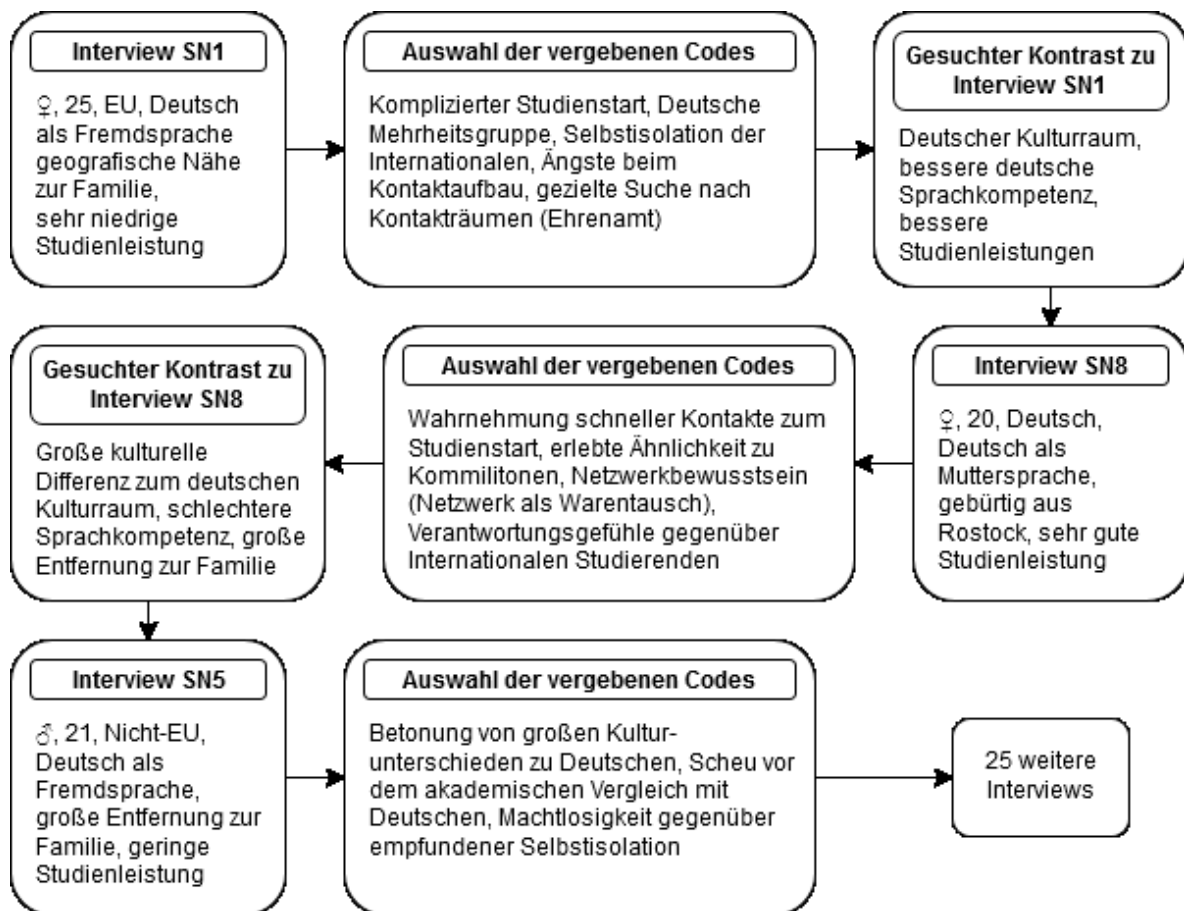 Interview SN1
♀, 25, EU, Deutsch
als Fremdsprache
geografische Nähe
zur Familie,
sehr niedrige
Studienleistung
Auswahl der vergebenen Codes
Komplizierter Studienstart, Deutsche
Mehrheitsgruppe, Selbstisolation der
Internationalen, Ängste beim
Kontaktaufbau, gezielte Suche nach
Kontakträumen (Ehrenamt)
Gesuchter Kontrast zu
Interview SN1
Deutscher Kulturraum,
bessere deutsche
Sprachkompetenz,
bessere
Studienleistungen
Interview SN8
♀, 20, Deutsch,
Deutsch als
Muttersprache,
gebürtig aus
Rostock, sehr gute
Studienleistung
Auswahl der vergebenen Codes
Wahrnehmung schneller Kontakte zum
Studienstart, erlebte Ähnlichkeit zu
Kommilitonen, Netzwerkbewusstsein
(Netzwerk als Warentausch),
Verantwortungsgefühle gegenüber
Internationalen Studierenden
Gesuchter Kontrast zu
Interview SN8
Große kulturelle
Differenz zum deutschen
Kulturraum, schlechtere
Sprachkompetenz, große
Entfernung zur Familie
Interview SN5
♂, 21, Nicht-EU,
Deutsch als
Fremdsprache,
große Entfernung zur
Familie, geringe
Studienleistung
Auswahl der vergebenen Codes
Betonung von großen Kultur-
unterschieden zu Deutschen, Scheu vor
dem akademischen Vergleich mit
Deutschen, Machtlosigkeit gegenüber
empfundener Selbstisolation
25 weitere
Interviews